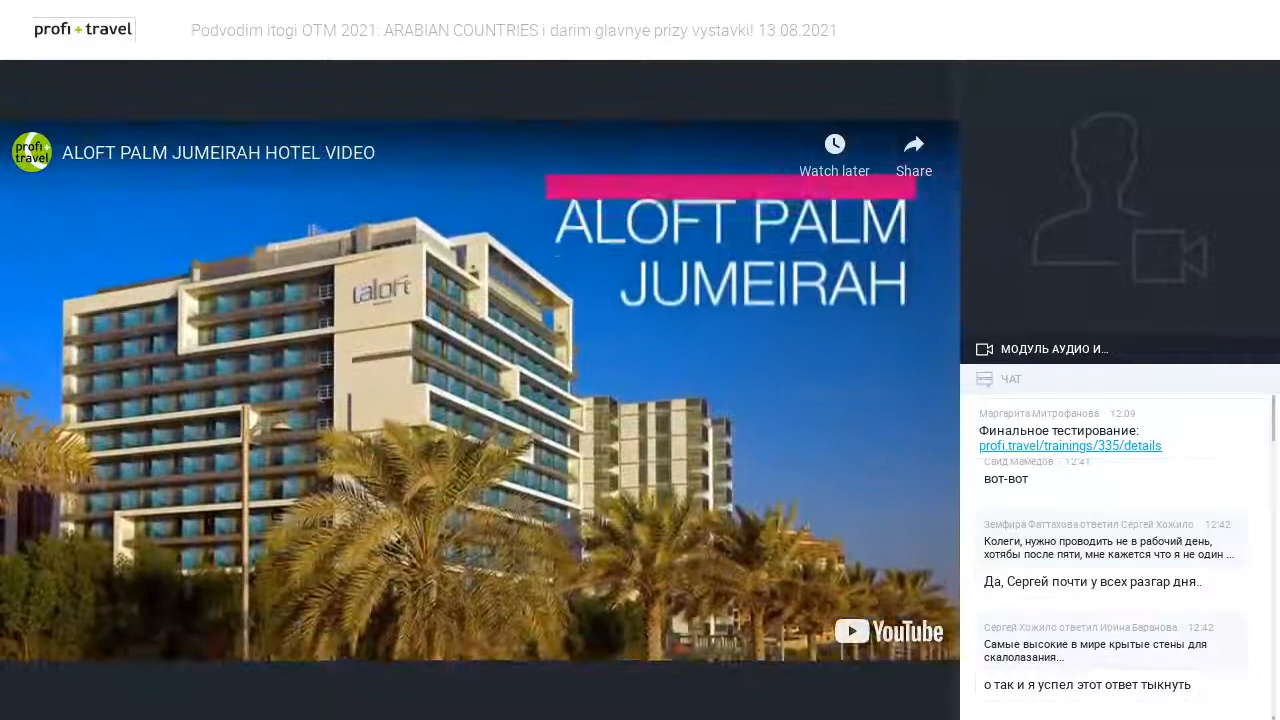 profi + travel
Podvodim itogi OTM 2021: ARABIAN COUNTRIES i darim glavnye prizy vystavki! 13.08.2021
profi + travel
ALOFT PALM JUMEIRAH HOTEL VIDEO
Watch later
Share
ALOFT PALM
JUMEIRAH
aloft
YouTube
МОДУЛЬ АУДИО И...
ЧАТ
Маргарита Митрофанова · 12:09
Финальное тестирование:
profi.travel/trainings/335/details
Саид Мамедов · 12:41
вот-вот
Земфира Фаттахова ответил Сергей Хожило · 12:42
Колеги, нужно проводить не в рабочий день,
хотябы после пяти, мне кажется что я не один ...
Да, Сергей почти у всех разгар дня..
Сергей Хожило ответил Ирина Баранова · 12:42
Самые высокие в мире крытые стены для
скалолазания...
о так и я успел этот ответ тыкнуть